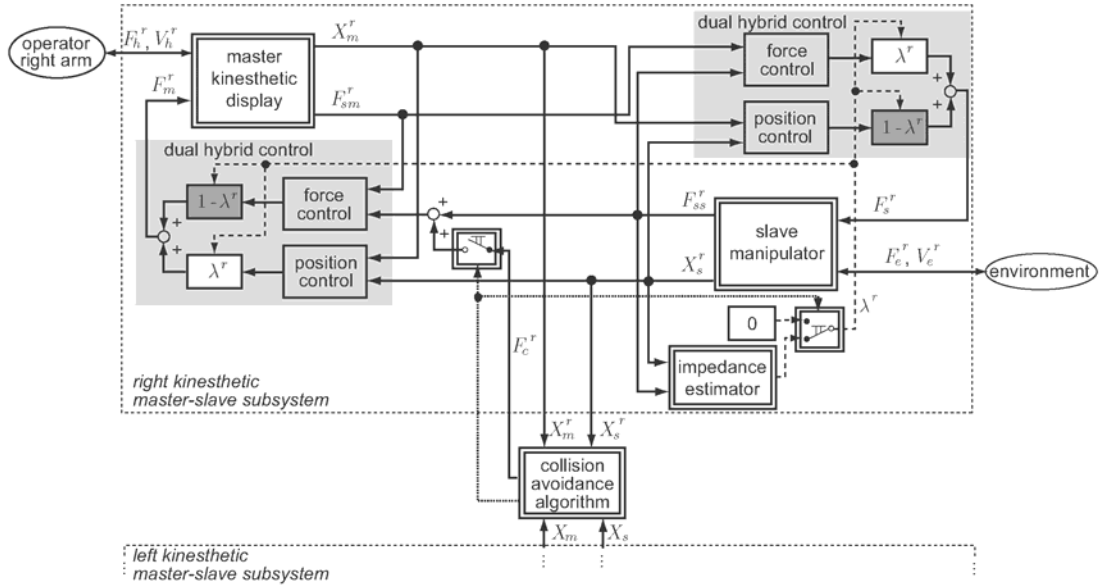 operator
right arm
F_h^r, V_h^r
F_m^r
master
kinesthetic
display
X_m^r
F_sm^r
dual hybrid control
force
control
λ^r
+
+
position
control
1 - λ^r
dual hybrid control
1 - λ^r
force
control
+
+
λ^r
position
control
+
+
F_ss^r
X_s^r
slave
manipulator
F_s^r
F_e^r, V_e^r
environment
λ^r
0
impedance
estimator
F_c^r
right kinesthetic
master-slave subsystem
X_m^r
X_s^r
collision
avoidance
algorithm
X_m
X_s
left kinesthetic
master-slave subsystem